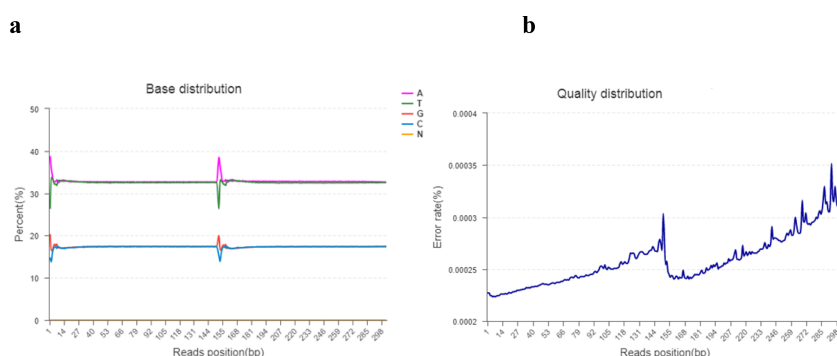 a
b
Base distribution
Percent(%)
50
40
30
20
10
0
1 14 27 40 53 66 79 92 105 118 131 144 155 168 181 194 207 220 233 246 259 272 285 298
Reads position(bp)
A
T
G
C
N
Quality distribution
Error rate(%)
0.0004
0.00035
0.0003
0.00025
0.0002
1 14 27 40 53 66 79 92 105 118 131 144 155 168 181 194 207 220 233 246 259 272 285 298
Reads position(bp)